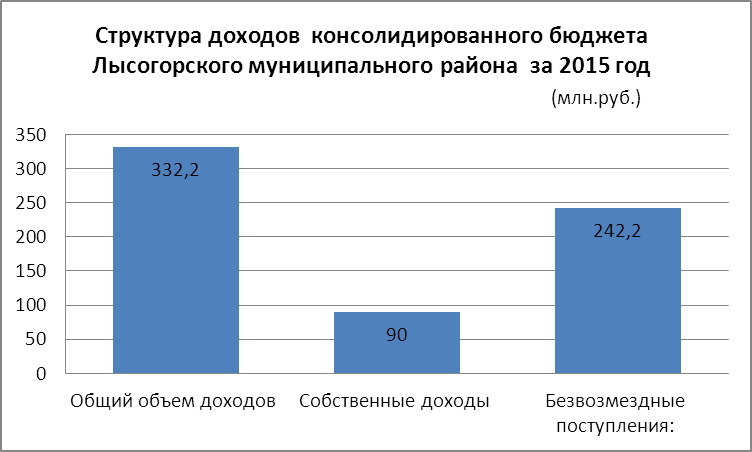 Структура доходов  консолидированного бюджета
Лысогорского муниципального района  за 2015 год
(млн.руб.)
350
300
250
200
150
100
50
0
332,2
90
242,2
Общий объем доходов
Собственные доходы
Безвозмездные
поступления: